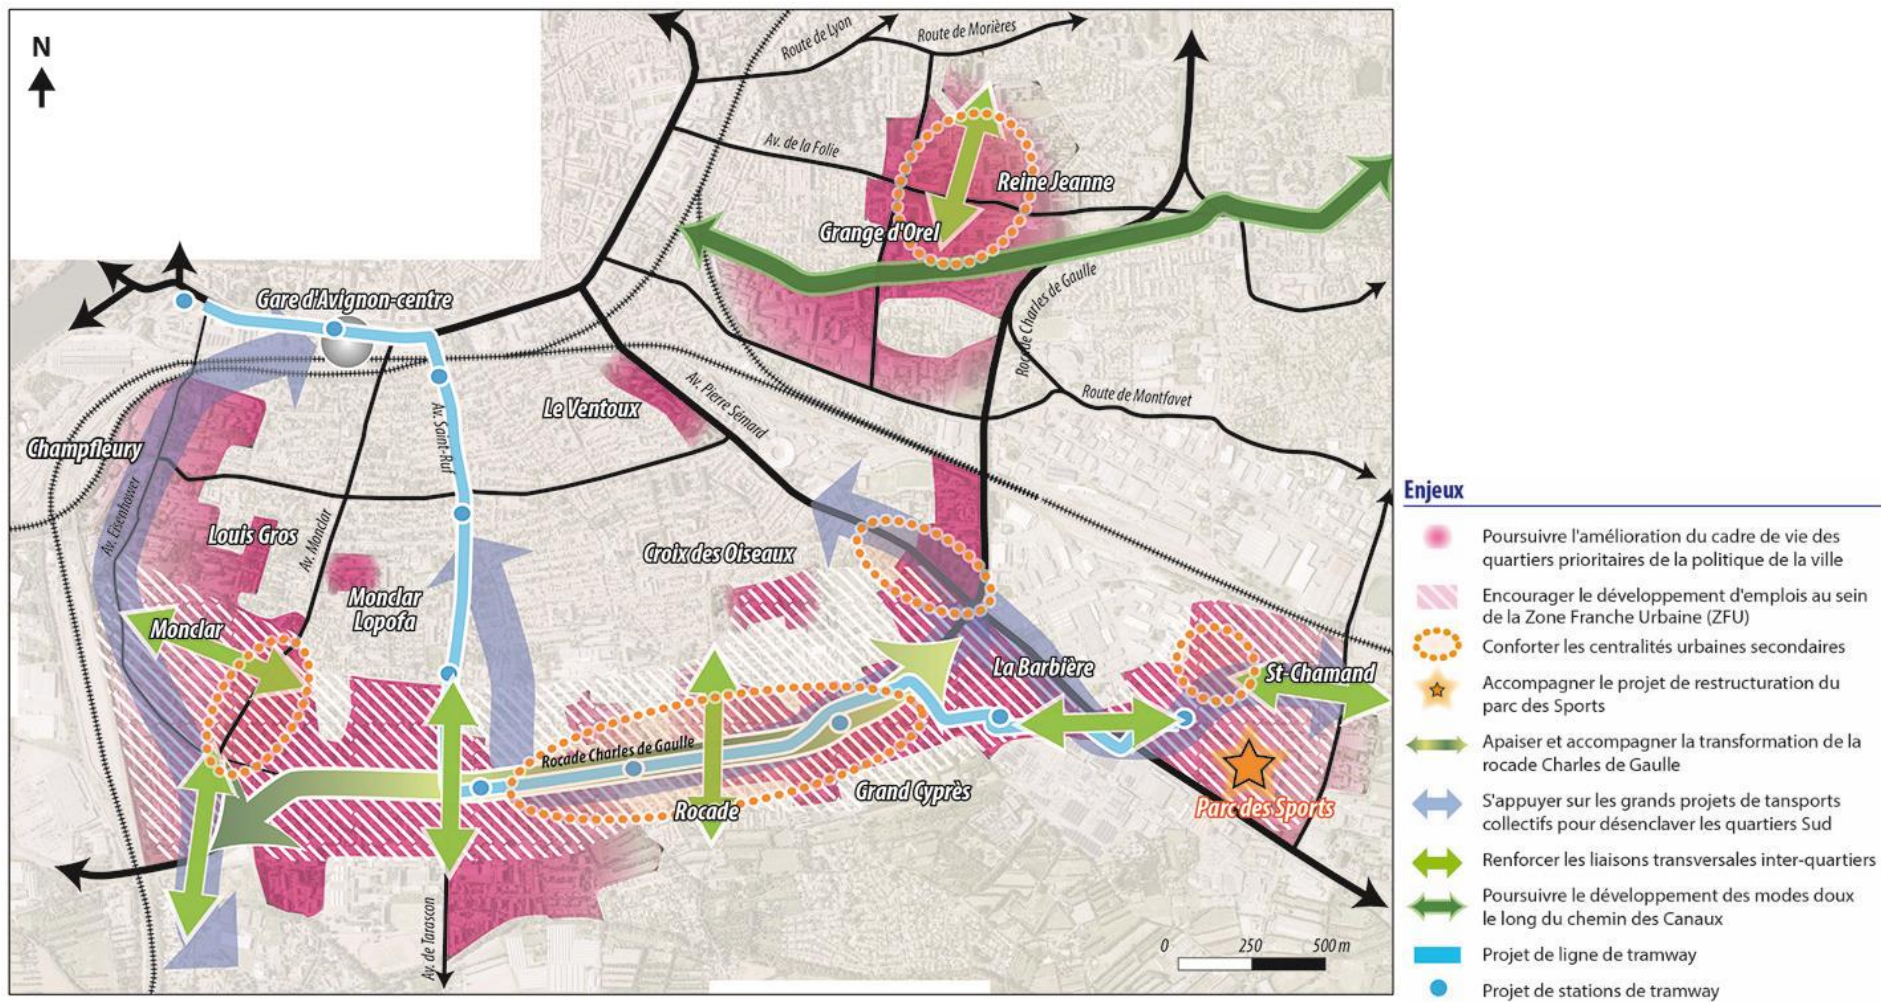 N
Route de Lyon
Route de Morières
Av. de la Folie
Reine Jeanne
Grange d'Orel
Gare d'Avignon-centre
Rocade Charles de Gaulle
Route de Montfavet
Le Ventoux
Av. Pierre Sémard
Av. Saint-Ruf
Champfleury
Av. Eisenhower
Louis Gros
Av. Monclar
Croix des Oiseaux
Monclar
Lopofa
Monclar
La Barbière
St-Chamand
Rocade Charles de Gaulle
Rocade
Grand Cyprès
Parc des Sports
Av. de Tarascon
0 250 500 m
Enjeux
Poursuivre l'amélioration du cadre de vie des
quartiers prioritaires de la politique de la ville
Encourager le développement d'emplois au sein
de la Zone Franche Urbaine (ZFU)
Conforter les centralités urbaines secondaires
Accompagner le projet de restructuration du
parc des Sports
Apaiser et accompagner la transformation de la
rocade Charles de Gaulle
S'appuyer sur les grands projets de tansports
collectifs pour désenclaver les quartiers Sud
Renforcer les liaisons transversales inter-quartiers
Poursuivre le développement des modes doux
le long du chemin des Canaux
Projet de ligne de tramway
Projet de stations de tramway